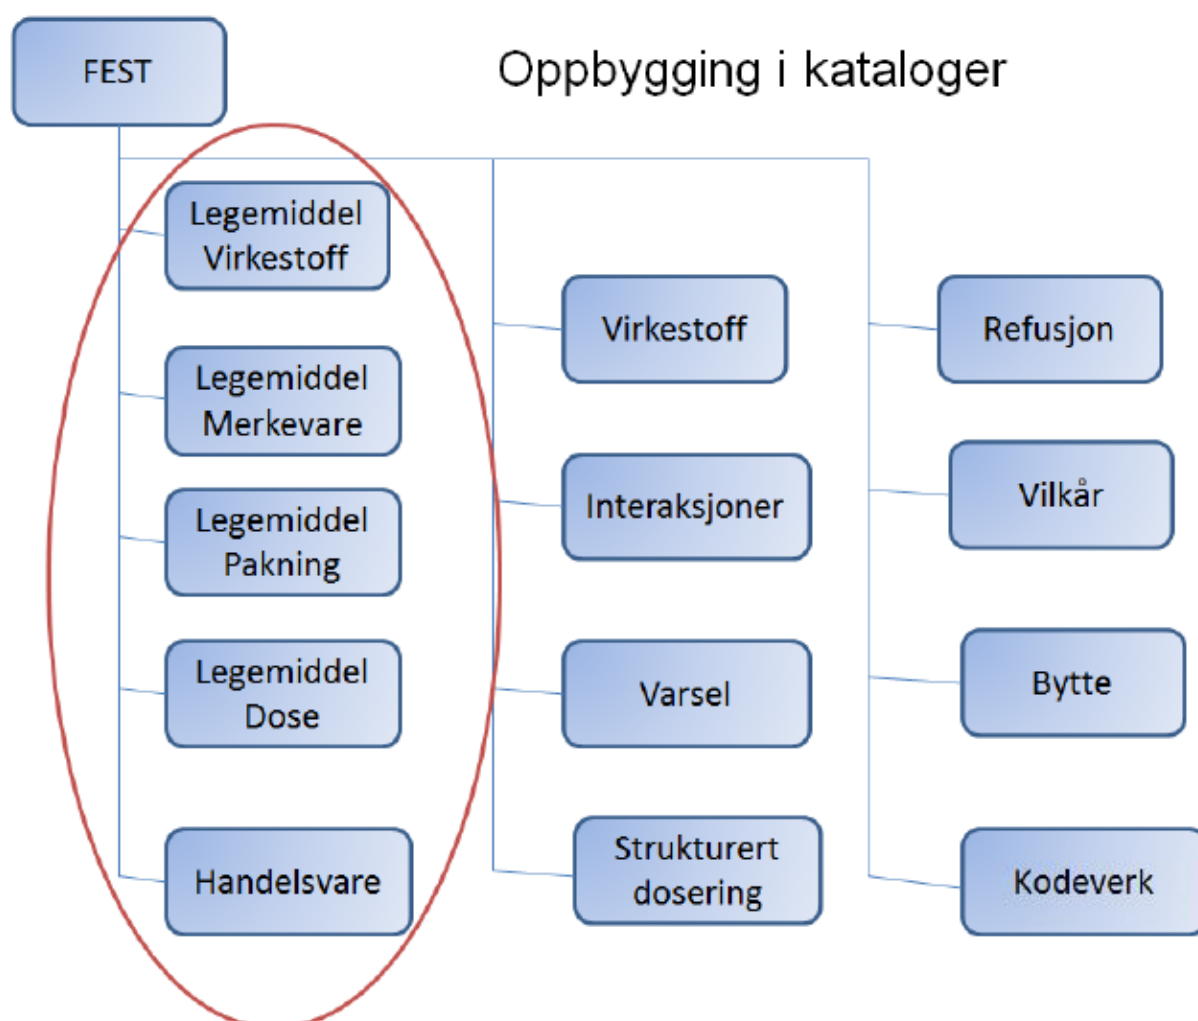 FEST
Oppbygging i kataloger
Legemiddel
Virkestoff
Legemiddel
Merkevare
Legemiddel
Pakning
Legemiddel
Dose
Handelsvare
Virkestoff
Interaksjoner
Varsel
Strukturert
dosering
Refusjon
Vilkår
Bytte
Kodeverk